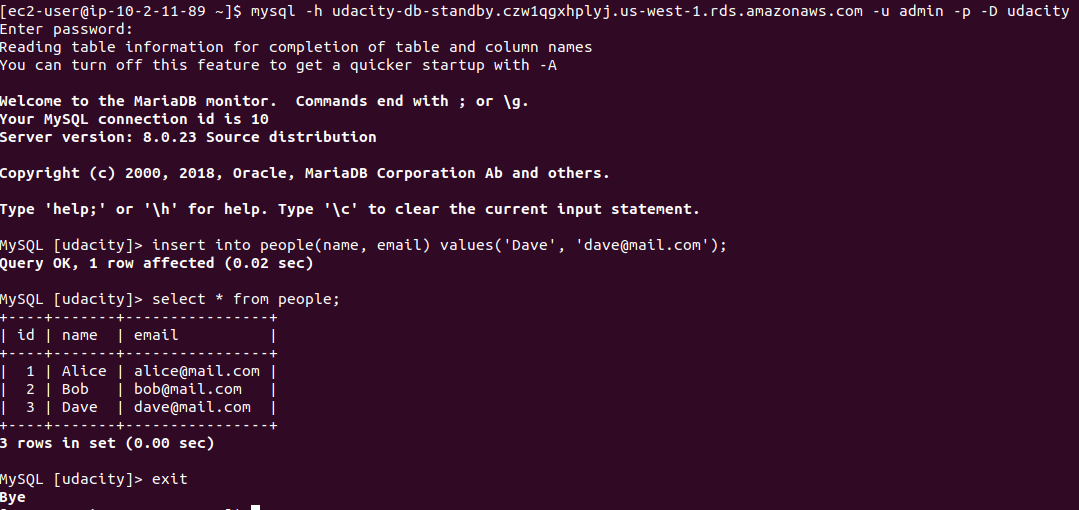 [ec2-user@ip-10-2-11-89 ~]$ mysql -h udacity-db-standby.czw1qgxhplyj.us-west-1.rds.amazonaws.com -u admin -p -D udacity
Enter password:
Reading table information for completion of table and column names
You can turn off this feature to get a quicker startup with -A

Welcome to the MariaDB monitor.  Commands end with ; or \g.
Your MySQL connection id is 10
Server version: 8.0.23 Source distribution

Copyright (c) 2000, 2018, Oracle, MariaDB Corporation Ab and others.

Type 'help;' or '\h' for help. Type '\c' to clear the current input statement.

MySQL [udacity]> insert into people(name, email) values('Dave', 'dave@mail.com');
Query OK, 1 row affected (0.02 sec)

MySQL [udacity]> select * from people;
+----+-------+----------------+
| id | name  | email          |
+----+-------+----------------+
|  1 | Alice | alice@mail.com |
|  2 | Bob   | bob@mail.com   |
|  3 | Dave  | dave@mail.com  |
+----+-------+----------------+
3 rows in set (0.00 sec)

MySQL [udacity]> exit
Bye